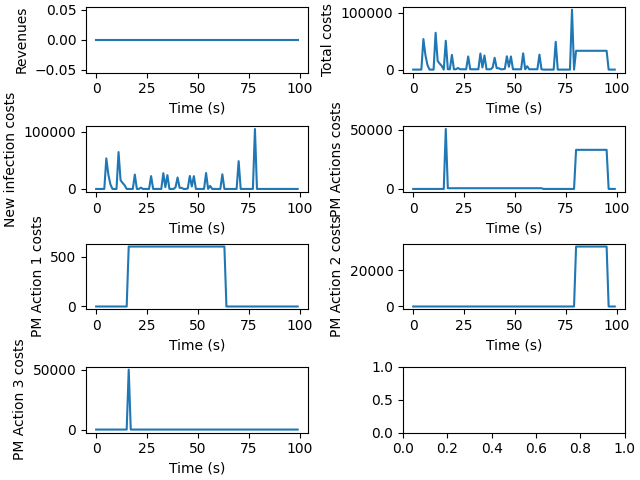 Revenues
0.05
0.00
−0.05
0 25 50 75 100
Time (s)
Total costs
100000
0
0 25 50 75 100
Time (s)
New infection costs
100000
0
0 25 50 75 100
Time (s)
PM Actions costs
50000
0
0 25 50 75 100
Time (s)
PM Action 1 costs
500
0
0 25 50 75 100
Time (s)
PM Action 2 costs
20000
0
0 25 50 75 100
Time (s)
PM Action 3 costs
50000
0
0 25 50 75 100
Time (s)
1.0
0.5
0.0
0.0 0.2 0.4 0.6 0.8 1.0